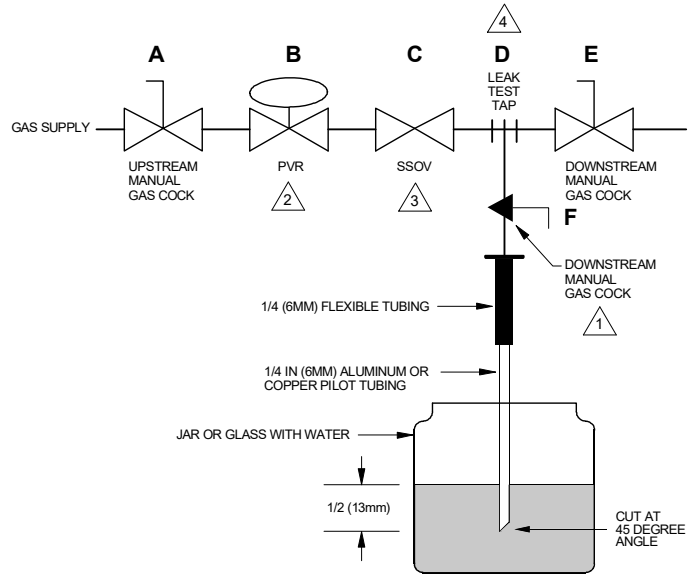 4
A
B
C
D
E
LEAK
TEST
TAP
GAS SUPPLY
UPSTREAM
MANUAL
GAS COCK
PVR
2
SSOV
3
DOWNSTREAM
MANUAL
GAS COCK
F
DOWNSTREAM
MANUAL
GAS COCK
1
1/4 (6MM) FLEXIBLE TUBING
1/4 IN (6MM) ALUMINUM OR
COPPER PILOT TUBING
JAR OR GLASS WITH WATER
1/2 (13mm)
CUT AT
45 DEGREE
ANGLE